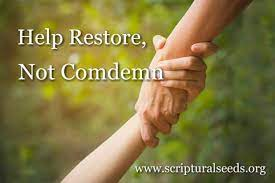 Help Restore,
Not Comdemn
www.scripturalseeds.org